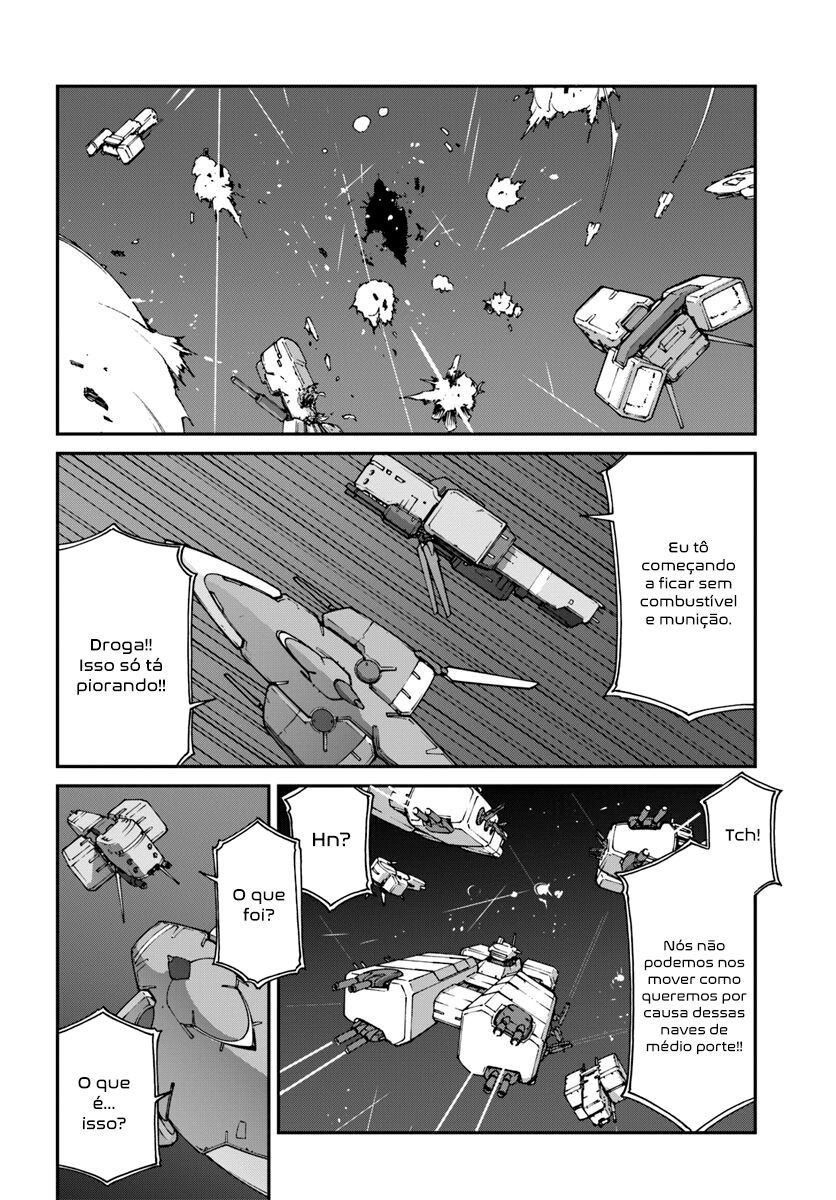 Eu tô
começando
a ficar sem
combustível
e munição.
Droga!!
Isso só tá
piorando!!
Tch!
Nós não
podemos nos
mover como
queremos por
causa dessas
naves de
médio porte!!
Hn?
O que
foi?
O que
é...
isso?